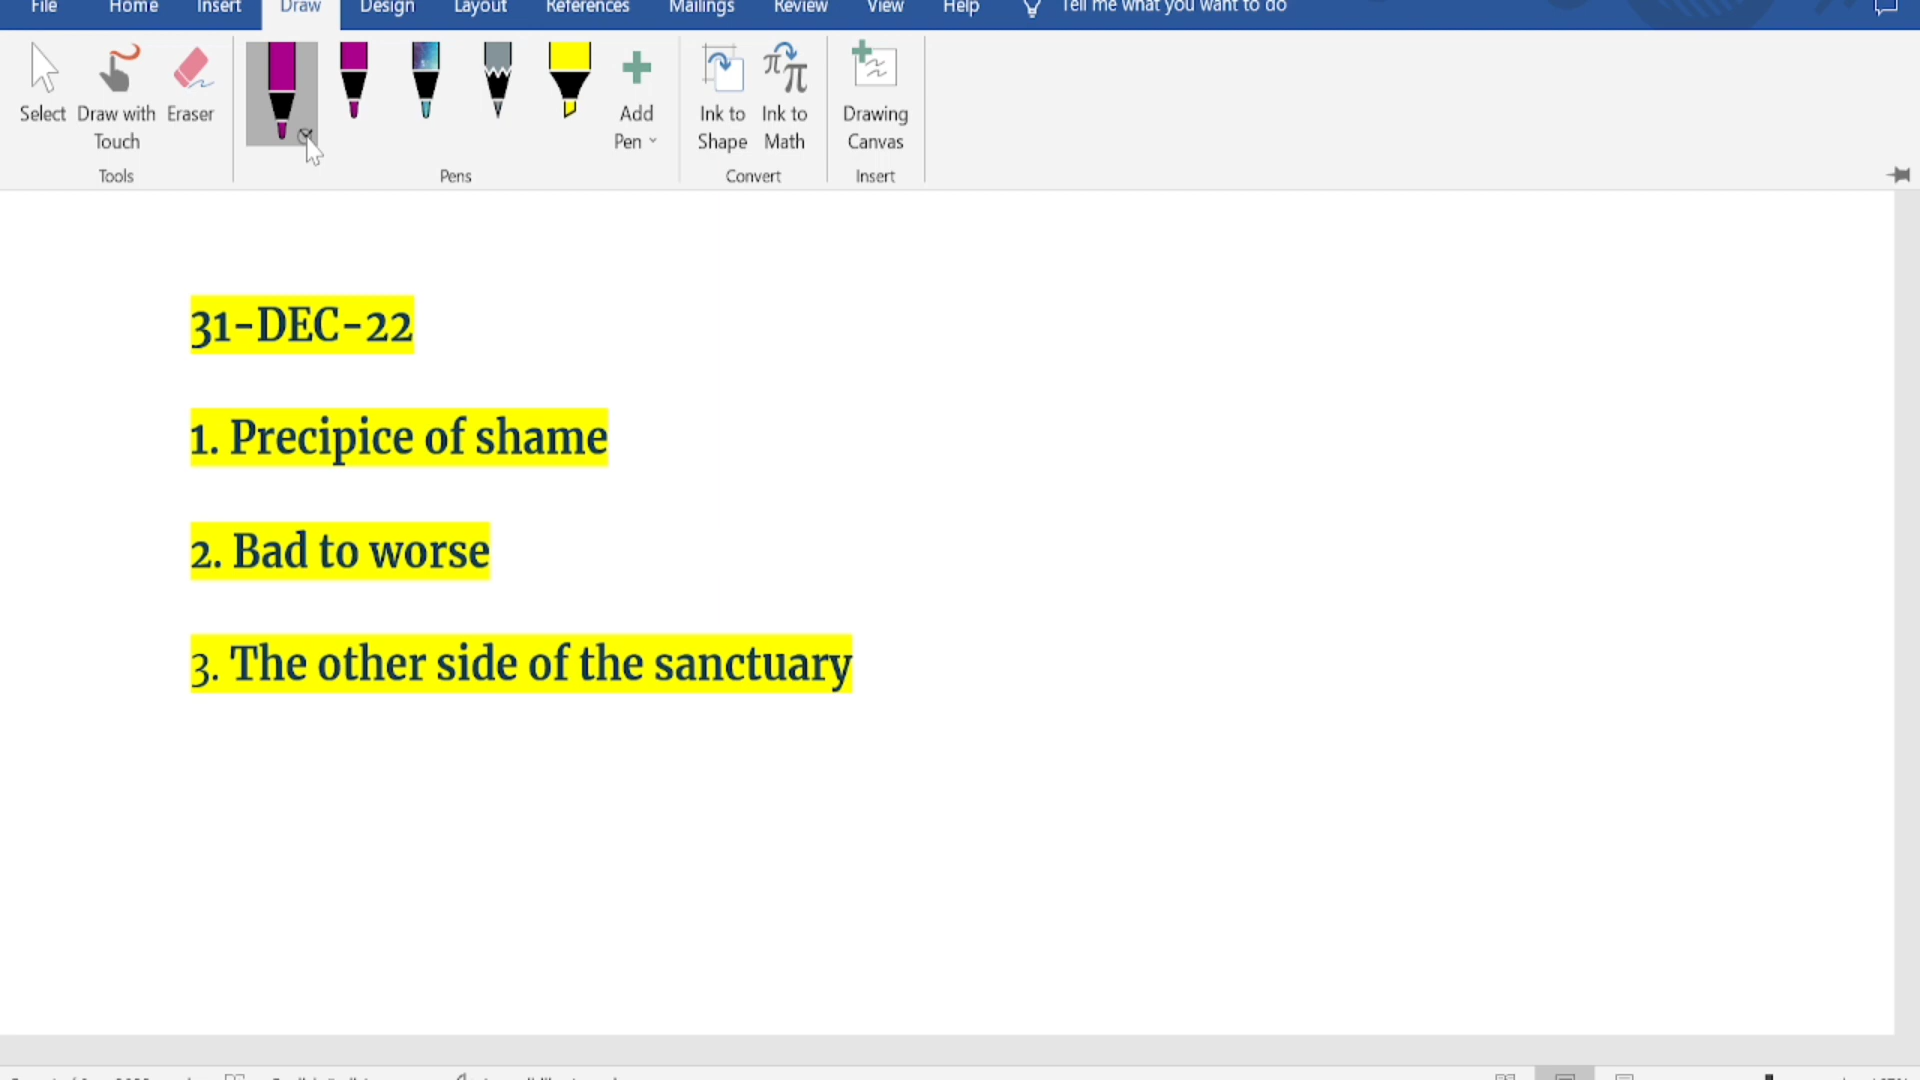 File Home Insert Draw Design Layout References Mailings Review View Help Tell me what you want to do
Select Draw with Touch Eraser Add Pen Ink to Shape Ink to Math Drawing Canvas
Tools Pens Convert Insert
31-DEC-22
1. Precipice of shame
2. Bad to worse
3. The other side of the sanctuary